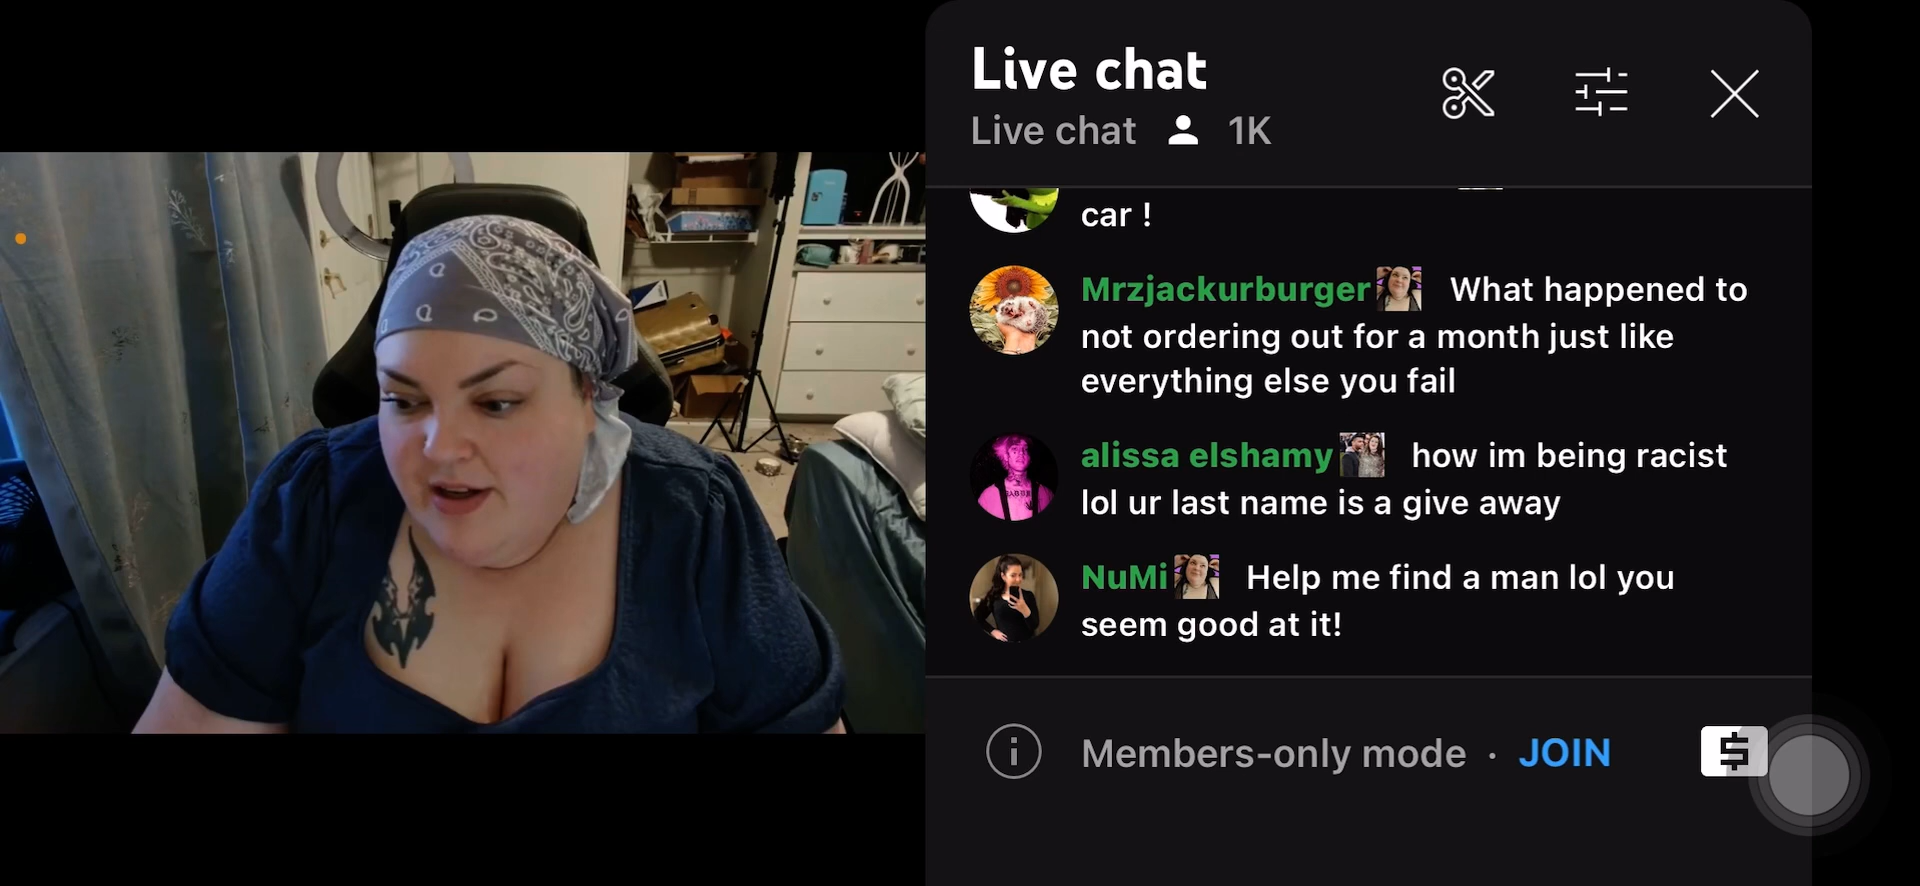 Live chat
Live chat 1K
car !
Mrzjackurburger What happened to
not ordering out for a month just like
everything else you fail
alissa elshamy how im being racist
lol ur last name is a give away
NuMi Help me find a man lol you
seem good at it!
Members-only mode · JOIN
$